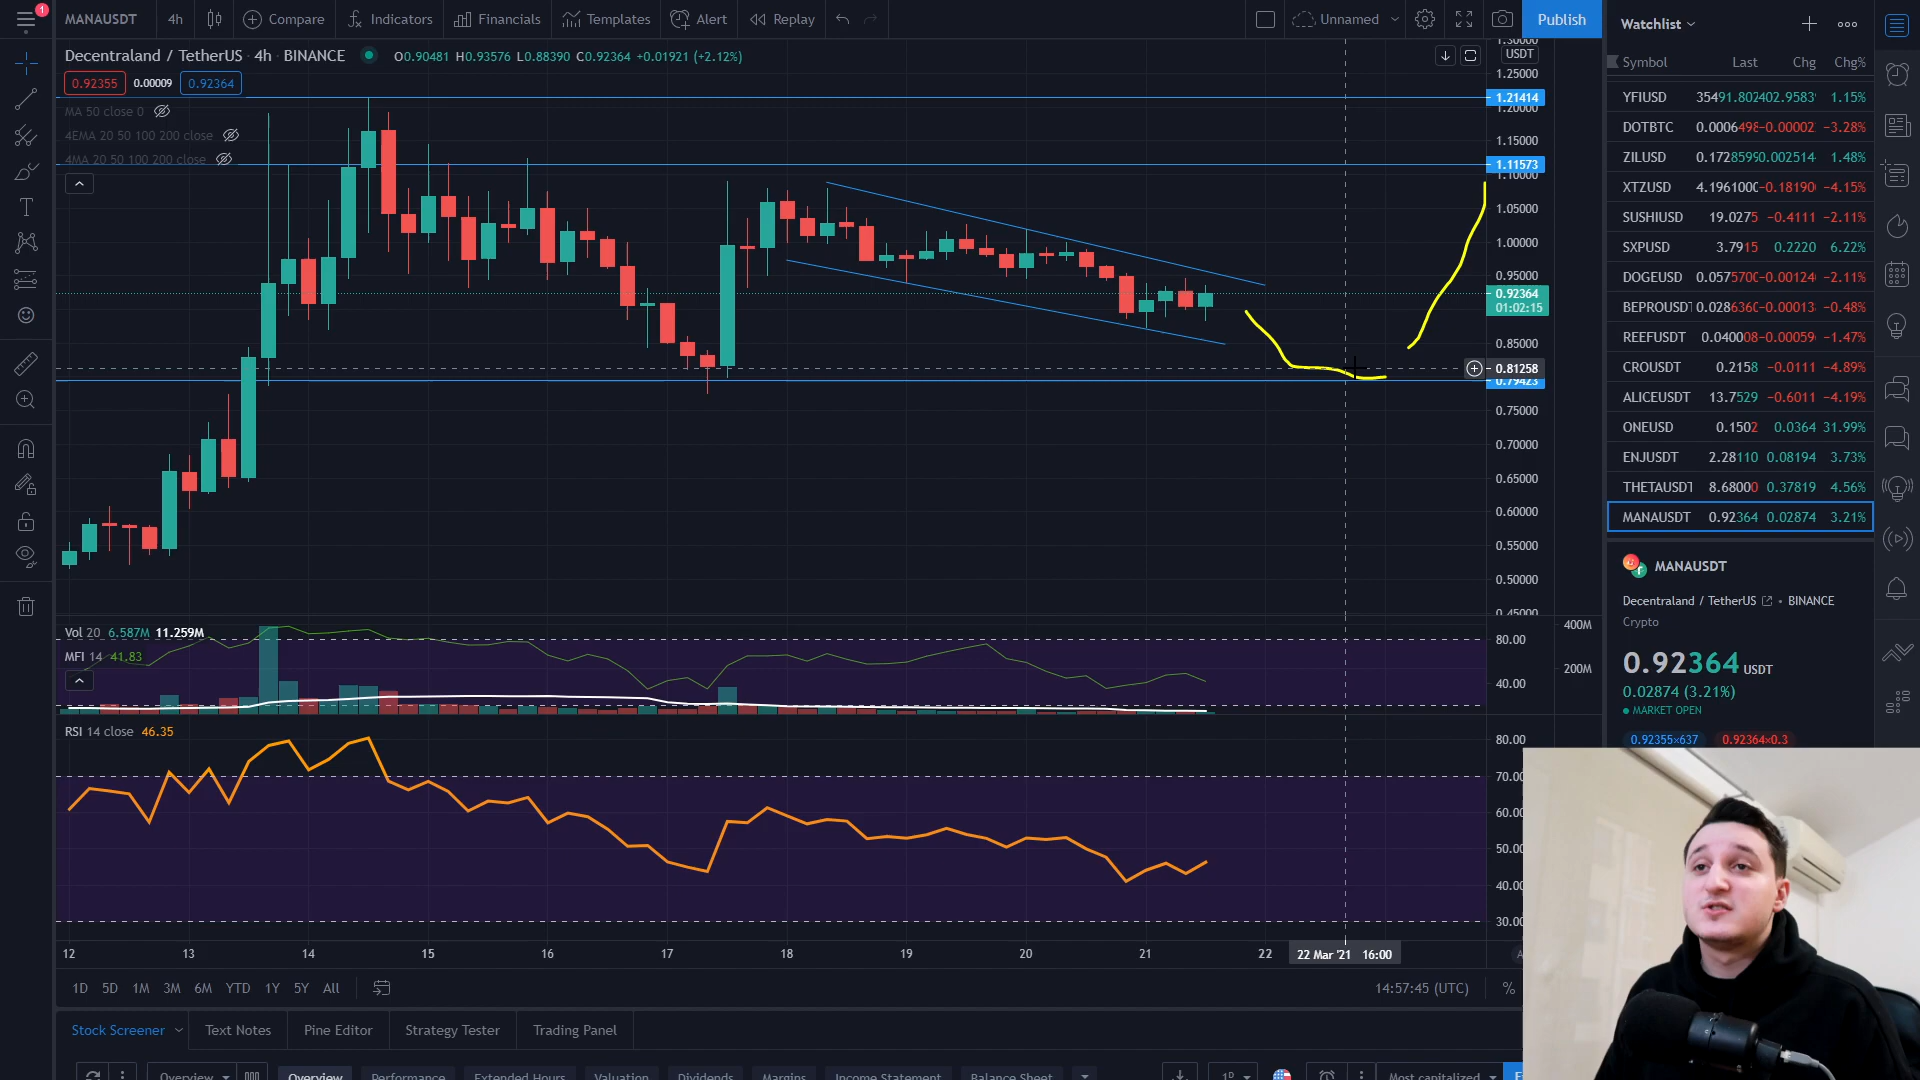 1
MANAUSDT 4h Compare Indicators Financials Templates Alert Replay Unnamed Publish
Decentraland / TetherUS · 4h · BINANCE O0.90481 H0.93576 L0.88390 C0.92364 +0.01921 (+2.12%)
0.92355 0.00009 0.92364
MA 50 close 0
4EMA 20 50 100 200 close
4MA 20 50 100 200 close
USDT
1.25000
1.21414
1.15000
1.11573
1.10000
1.05000
1.00000
0.95000
0.92364
01:02:15
0.85000
0.81258
0.79423
0.75000
0.70000
0.65000
0.60000
0.55000
0.50000
Vol 20 6.587M 11.259M
MFI 14 41.83
80.00 400M
40.00 200M
RSI 14 close 46.35
80.00
70.00
60.00
50.00
40.00
30.00
12 13 14 15 16 17 18 19 20 21 22 22 Mar '21 16:00
1D 5D 1M 3M 6M YTD 1Y 5Y All 14:57:45 (UTC) %
Stock Screener Text Notes Pine Editor Strategy Tester Trading Panel
Overview Overview Performance Extended Hours Valuation Dividends Margins Income Statement Balance Sheet 1D Most capitalized
Watchlist
Symbol Last Chg Chg%
YFIUSD 35491.802402.9583 1.15%
DOTBTC 0.0006498-0.00002 −3.28%
ZILUSD 0.1728599 0.002514 1.48%
XTZUSD 4.196100 -0.18190 −4.15%
SUSHIUSD 19.0275 −0.4111 −2.11%
SXPUSD 3.7915 0.2220 6.22%
DOGEUSD 0.057570 -0.00124 −2.11%
BEPROUSDT 0.028636 -0.00013 −0.48%
REEFUSDT 0.040008-0.00059 −1.47%
CROUSDT 0.2158 −0.0111 −4.89%
ALICEUSDT 13.7529 −0.6011 −4.19%
ONEUSD 0.1502 0.0364 31.99%
ENJUSDT 2.28110 0.08194 3.73%
THETAUSDT 8.68000 0.37819 4.56%
MANAUSDT 0.92364 0.02874 3.21%
MANAUSDT
Decentraland / TetherUS • BINANCE
Crypto
0.92364 USDT
0.02874 (3.21%)
● MARKET OPEN
0.92355×637 0.92364×0.3